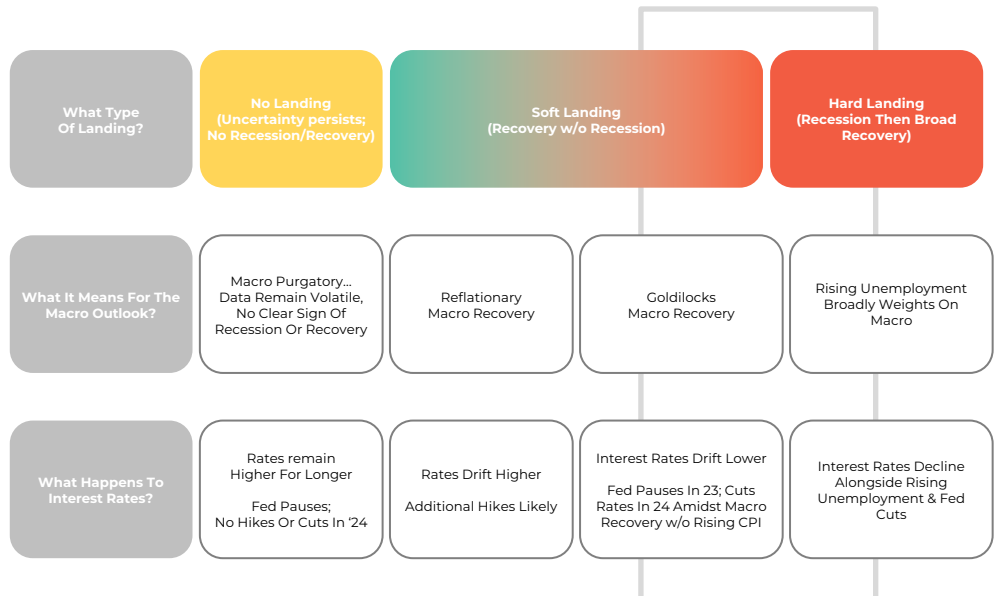 What Type
Of Landing?
No Landing
(Uncertainty persists;
No Recession/Recovery)
Soft Landing
(Recovery w/o Recession)
Hard Landing
(Recession Then Broad
Recovery)
What It Means For The
Macro Outlook?
Macro Purgatory...
Data Remain Volatile,
No Clear Sign Of
Recession Or Recovery
Reflationary
Macro Recovery
Goldilocks
Macro Recovery
Rising Unemployment
Broadly Weights On
Macro
What Happens To
Interest Rates?
Rates remain
Higher For Longer
Fed Pauses;
No Hikes Or Cuts In ‘24
Rates Drift Higher
Additional Hikes Likely
Interest Rates Drift Lower
Fed Pauses In 23; Cuts
Rates In 24 Amidst Macro
Recovery w/o Rising CPI
Interest Rates Decline
Alongside Rising
Unemployment & Fed
Cuts